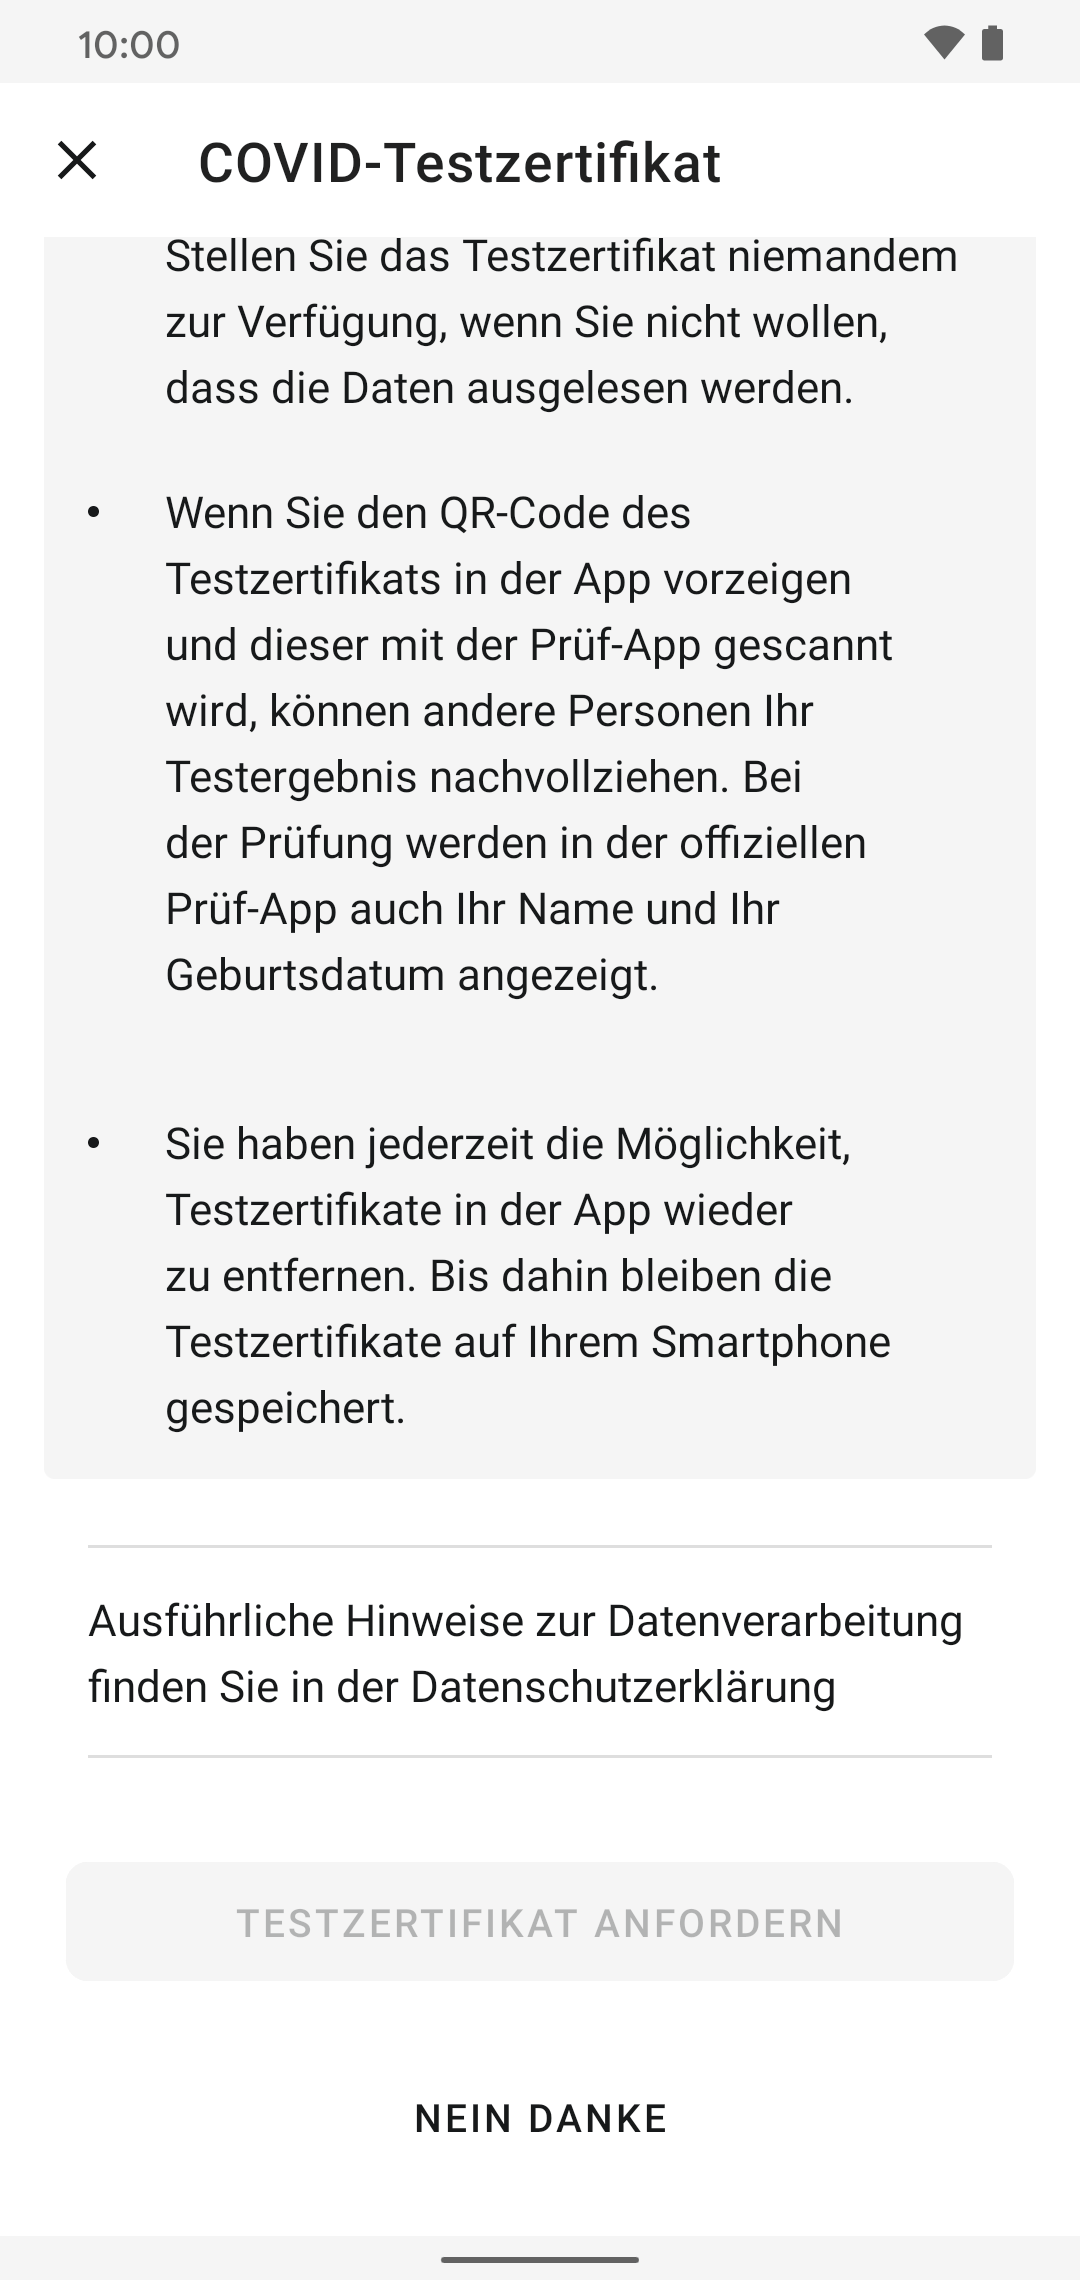 10:00
COVID-Testzertifikat
Stellen Sie das Testzertifikat niemandem
zur Verfügung, wenn Sie nicht wollen,
dass die Daten ausgelesen werden.
• Wenn Sie den QR-Code des
Testzertifikats in der App vorzeigen
und dieser mit der Prüf-App gescannt
wird, können andere Personen Ihr
Testergebnis nachvollziehen. Bei
der Prüfung werden in der offiziellen
Prüf-App auch Ihr Name und Ihr
Geburtsdatum angezeigt.
• Sie haben jederzeit die Möglichkeit,
Testzertifikate in der App wieder
zu entfernen. Bis dahin bleiben die
Testzertifikate auf Ihrem Smartphone
gespeichert.
Ausführliche Hinweise zur Datenverarbeitung
finden Sie in der Datenschutzerklärung
TESTZERTIFIKAT ANFORDERN
NEIN DANKE